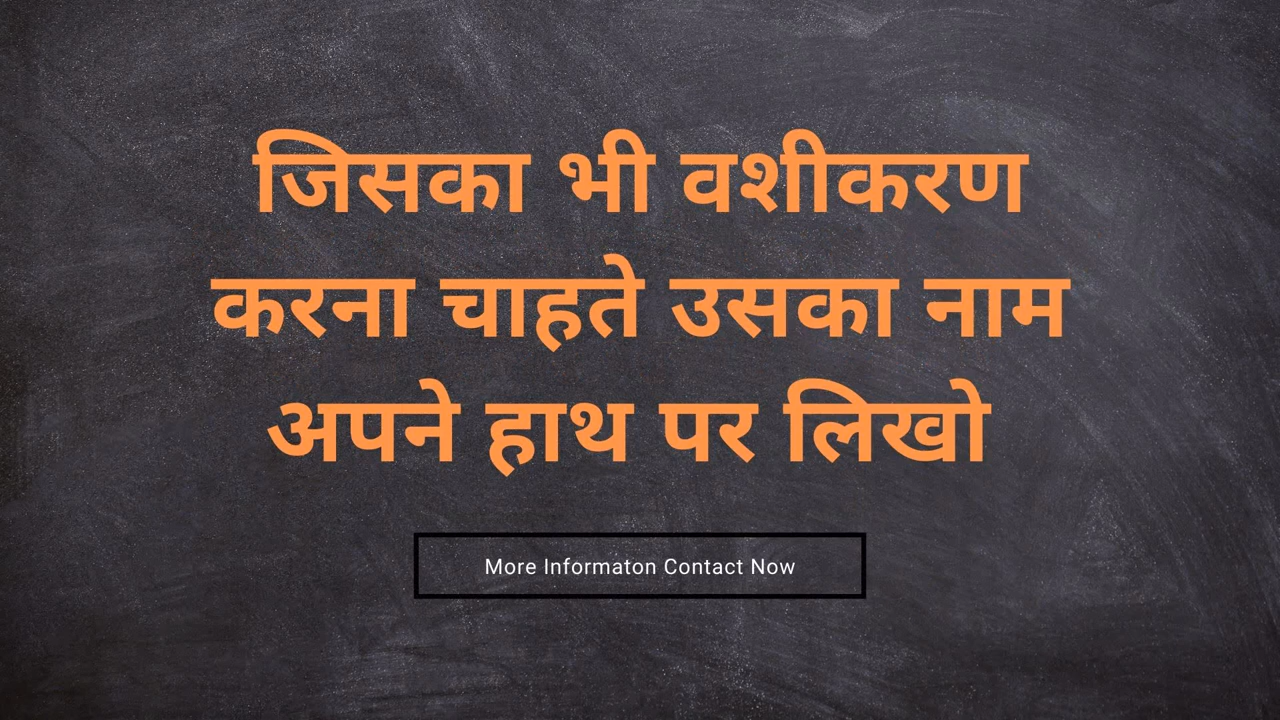 जिसका भी वशीकरण
करना चाहते उसका नाम
अपने हाथ पर लिखो
More Informaton Contact Now